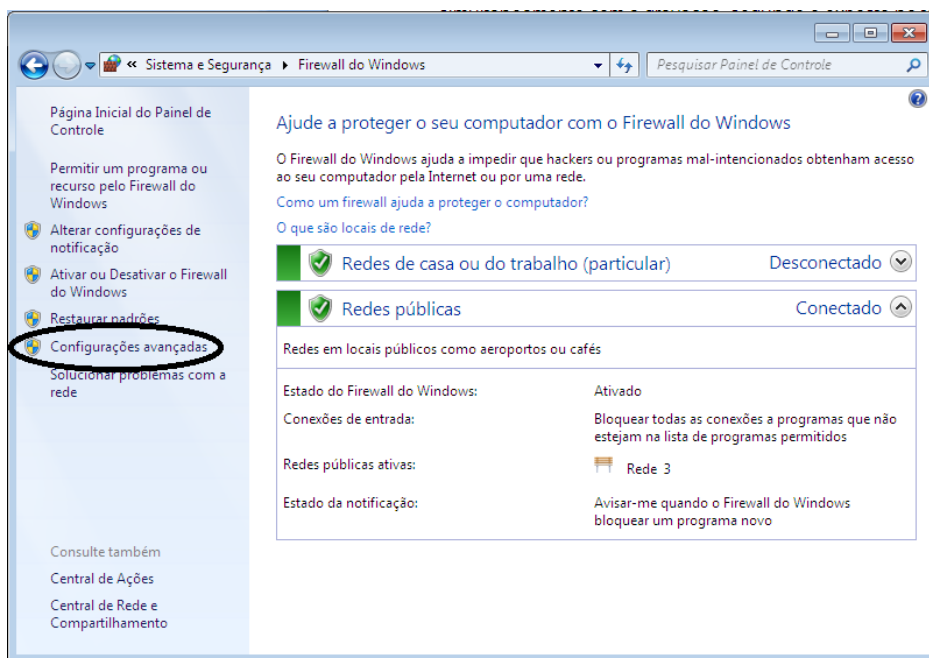 « Sistema e Segurança ▸ Firewall do Windows
Pesquisar Painel de Controle
Página Inicial do Painel de
Controle
Permitir um programa ou
recurso pelo Firewall do
Windows
Alterar configurações de
notificação
Ativar ou Desativar o Firewall
do Windows
Restaurar padrões
Configurações avançadas
Solucionar problemas com a
rede
Consulte também
Central de Ações
Central de Rede e
Compartilhamento
Ajude a proteger o seu computador com o Firewall do Windows
O Firewall do Windows ajuda a impedir que hackers ou programas mal-intencionados obtenham acesso
ao seu computador pela Internet ou por uma rede.
Como um firewall ajuda a proteger o computador?
O que são locais de rede?
Redes de casa ou do trabalho (particular) Desconectado
Redes públicas Conectado
Redes em locais públicos como aeroportos ou cafés
Estado do Firewall do Windows: Ativado
Conexões de entrada: Bloquear todas as conexões a programas que não
estejam na lista de programas permitidos
Redes públicas ativas: Rede 3
Estado da notificação: Avisar-me quando o Firewall do Windows
bloquear um programa novo